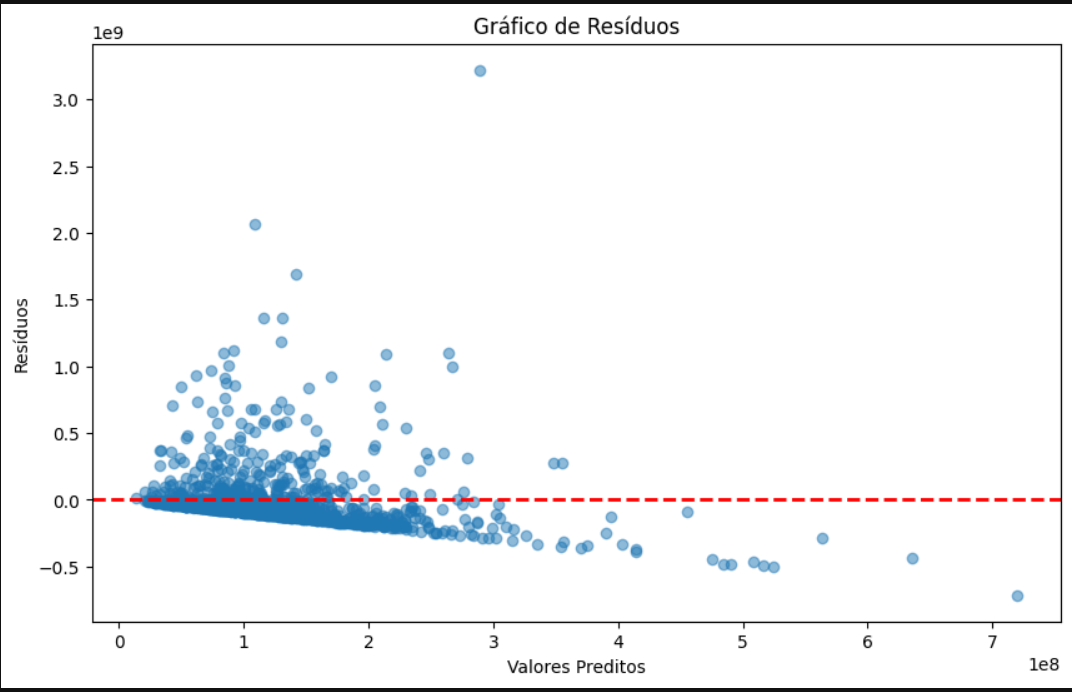 Gráfico de Resíduos
1e9
3.0
2.5
2.0
1.5
1.0
0.5
0.0
−0.5
Resíduos
0 1 2 3 4 5 6 7
1e8
Valores Preditos